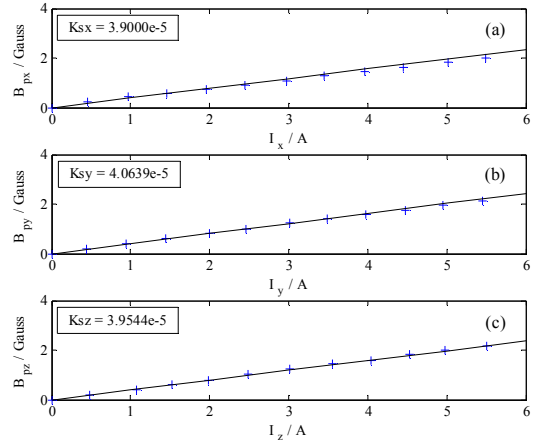 4
2
0
B px / Gauss
Ksx = 3.9000e-5
(a)
0 1 2 3 4 5 6
I x / A
4
2
0
B py / Gauss
Ksy = 4.0639e-5
(b)
0 1 2 3 4 5 6
I y / A
4
2
0
B pz / Gauss
Ksz = 3.9544e-5
(c)
0 1 2 3 4 5 6
I z / A